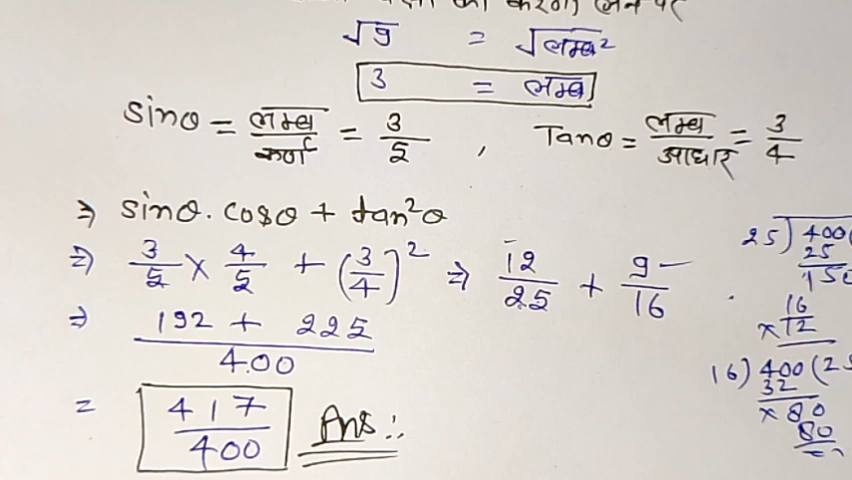 को करणी लेने पर
√9 = √लम्ब²
3 = लम्ब
sinθ = लम्ब/कर्ण = 3/5 , Tanθ = लम्ब/आधार = 3/4
⇒ sinθ. cosθ + tan²θ
⇒ 3/5 × 4/5 + (3/4)² ⇒ 12/25 + 9/16
⇒ 192 + 225 / 400
= 417/400 Ans:.
25) 400(
25
150
16
×12
16) 400 (25
32
×80
80